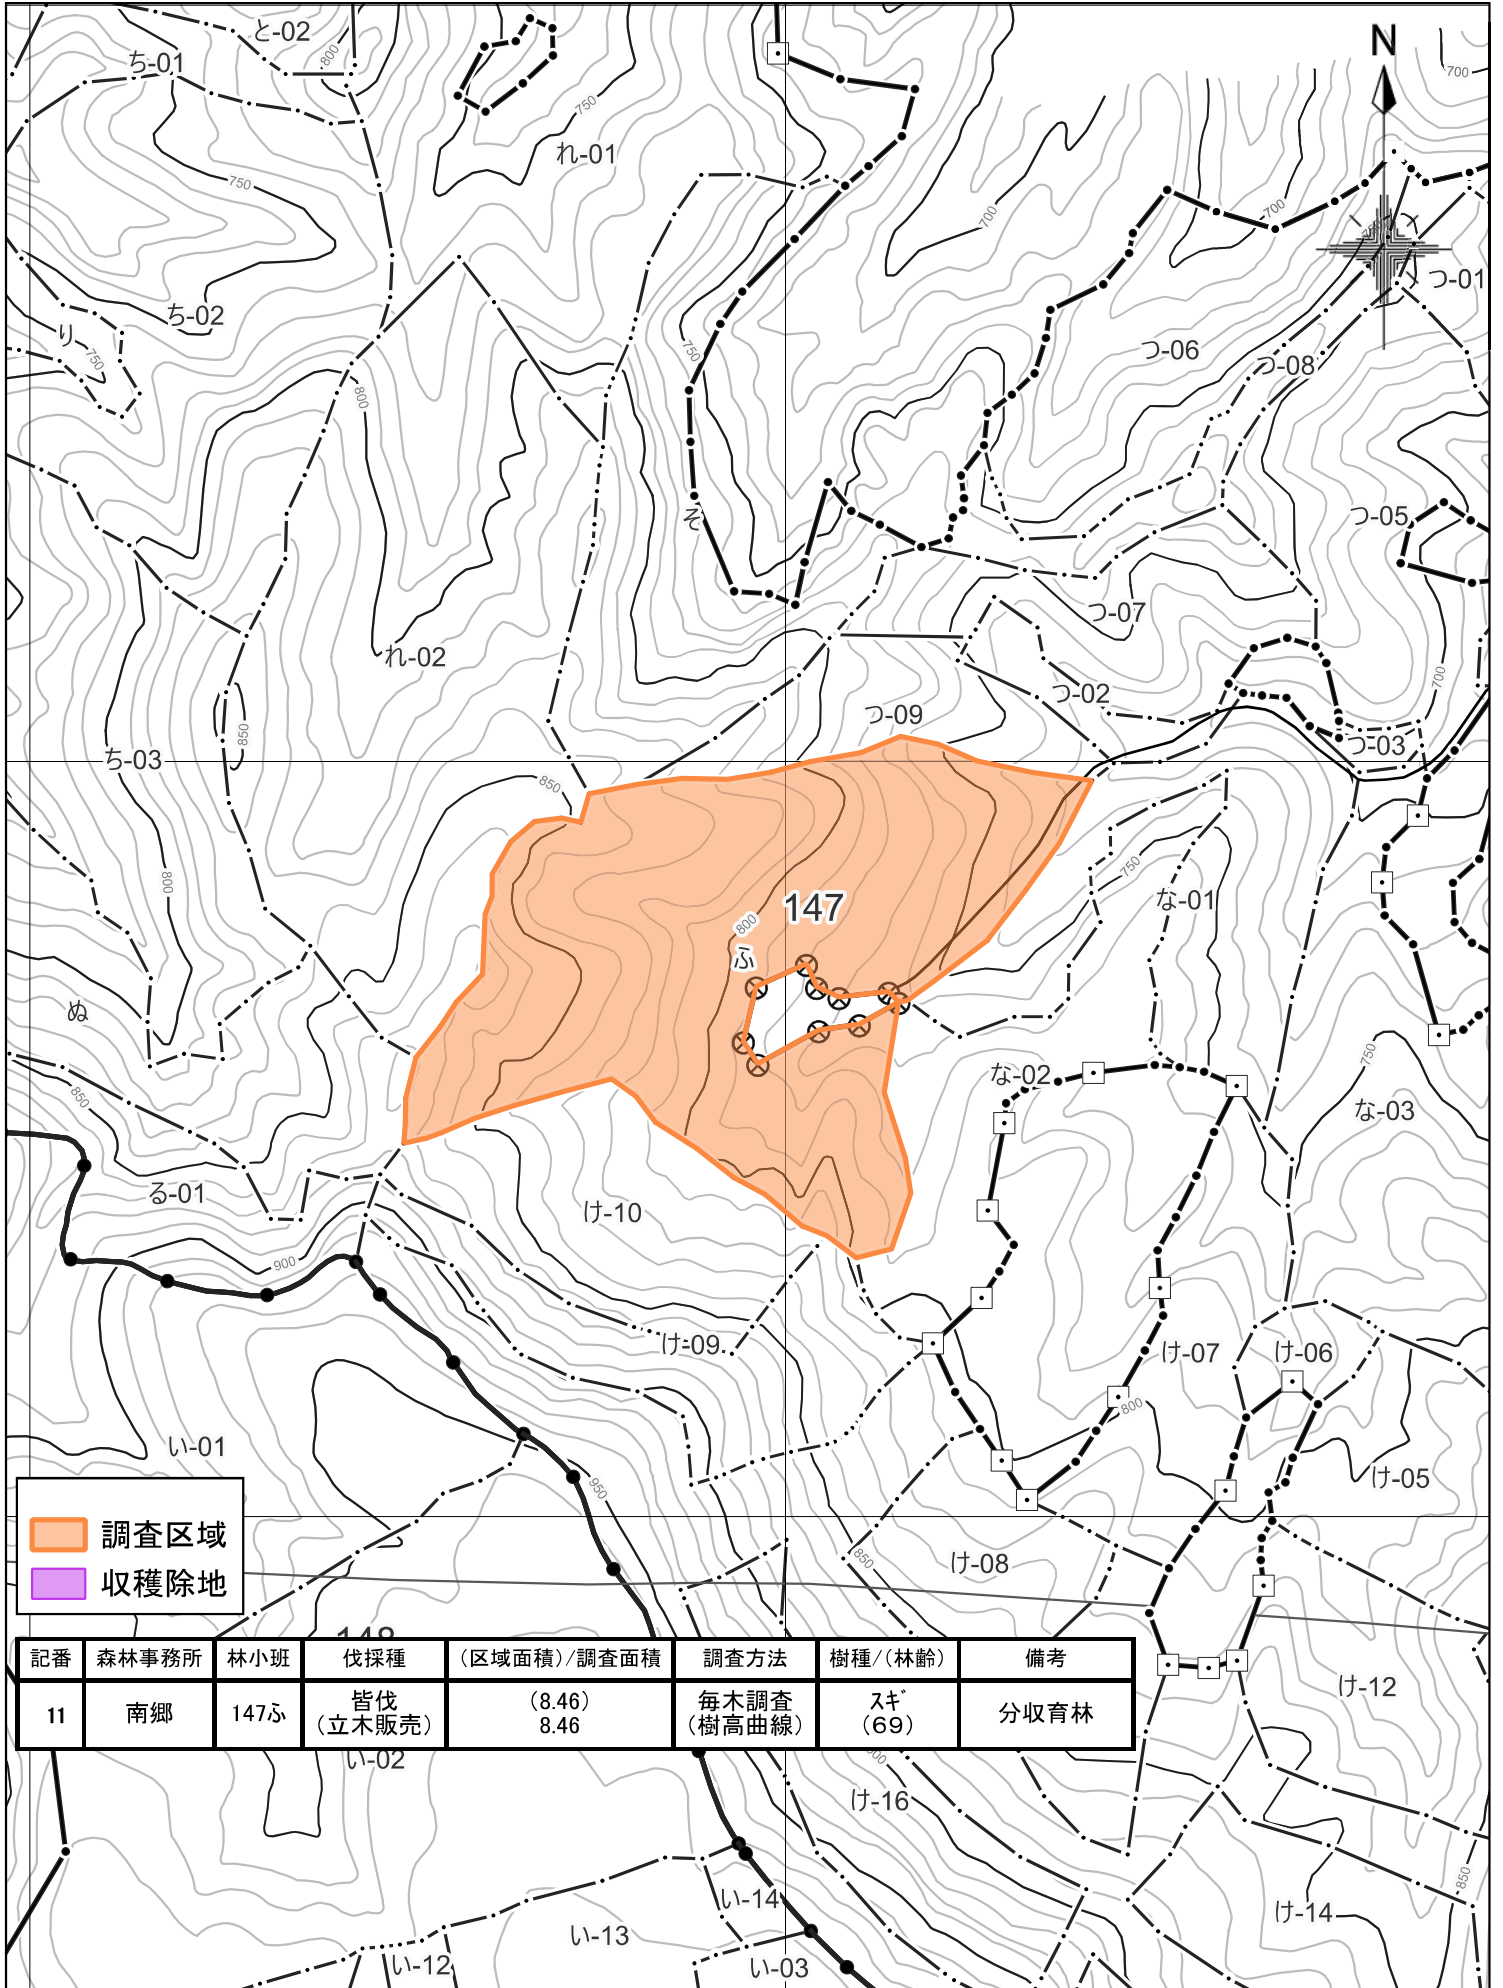 と-02
ち-01
800
N
700
750
れ-01
750
700
700
750
つ-01
ち-02
り
750
750
つ-06
つ-08
800
そ
つ-05
つ-07
れ-02
つ-02
700
850
つ-09
つ-03
ち-03
850
750
800
147
な-01
800
ふ
ぬ
750
な-02
850
な-03
る-01
け-10
900
け-09
け-07
け-06
800
い-01
け-05
950
調査区域
850
け-08
収穫除地
148
記番 森林事務所 林小班 伐採種 (区域面積)/調査面積 調査方法 樹種/(林齢) 備考
11 南郷 147ふ 皆伐 (8.46) 毎木調査 スギ 分収育林
(立木販売) 8.46 (樹高曲線) (69)
け-12
い-02
け-16
850
い-14
け-14
い-13
い-12
い-03